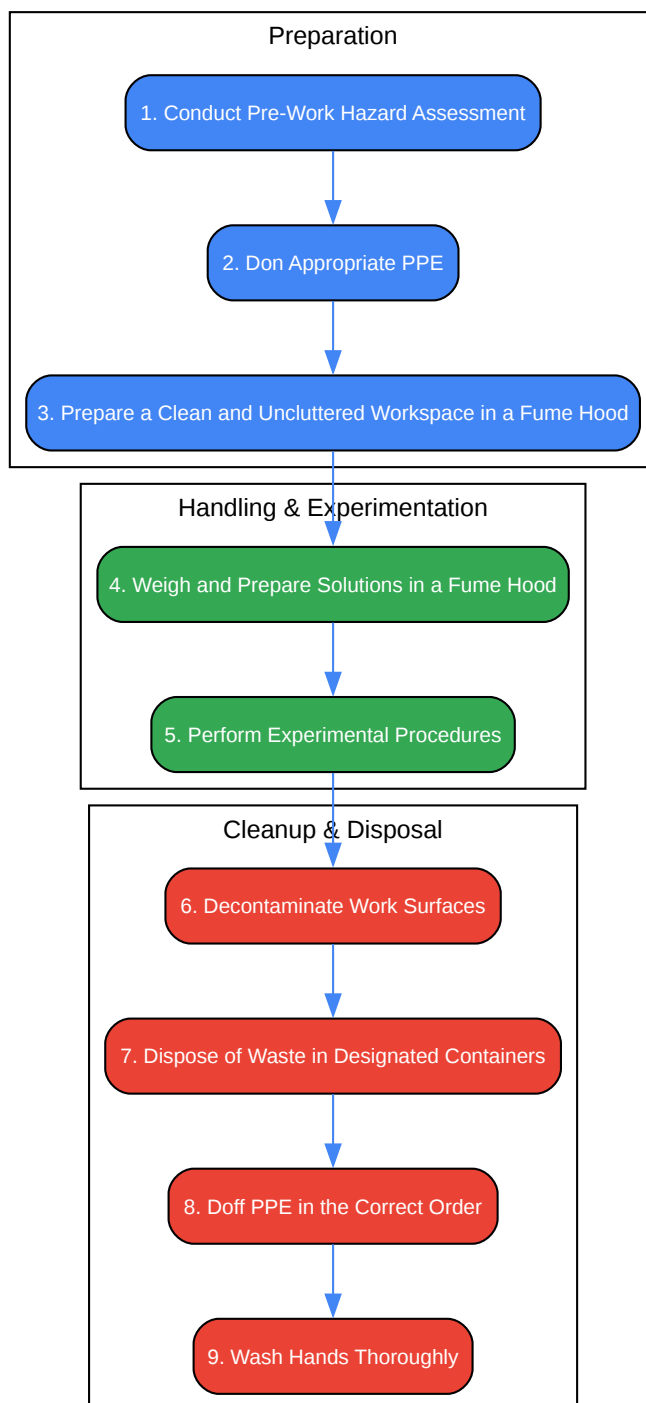 Preparation
1. Conduct Pre-Work Hazard Assessment
2. Don Appropriate PPE
3. Prepare a Clean and Uncluttered Workspace in a Fume Hood
Handling & Experimentation
4. Weigh and Prepare Solutions in a Fume Hood
5. Perform Experimental Procedures
Cleanup & Disposal
6. Decontaminate Work Surfaces
7. Dispose of Waste in Designated Containers
8. Doff PPE in the Correct Order
9. Wash Hands Thoroughly